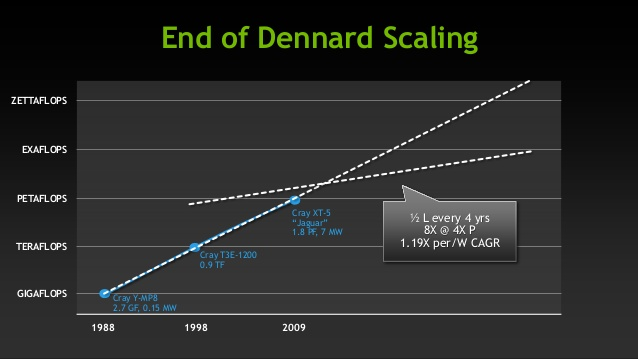 End of Dennard Scaling
ZETTAFLOPS
EXAFLOPS
PETAFLOPS
TERAFLOPS
GIGAFLOPS
Cray XT-5
"Jaguar"
1.8 PF, 7 MW
½ L every 4 yrs
8X @ 4X P
1.19X per/W CAGR
Cray T3E-1200
0.9 TF
Cray Y-MP8
2.7 GF, 0.15 MW
1988
1998
2009